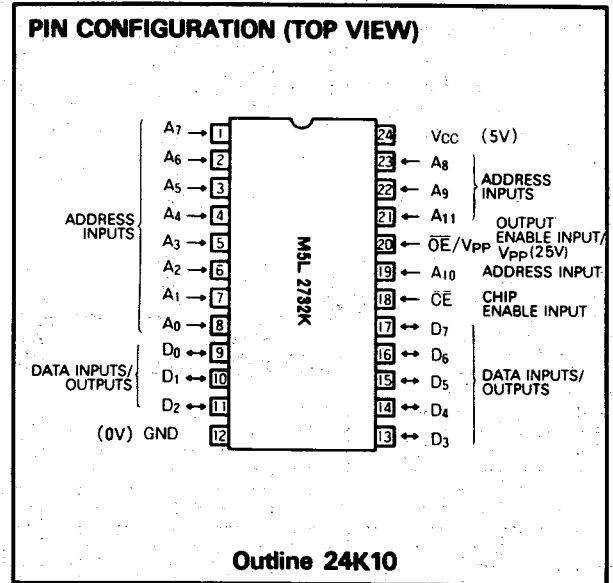 PIN CONFIGURATION (TOP VIEW)
A7 → 1
A6 → 2
A5 → 3
A4 → 4
A3 → 5
A2 → 6
A1 → 7
A0 → 8
ADDRESS
INPUTS
D0 ↔ 9
D1 ↔ 10
D2 ↔ 11
DATA INPUTS/
OUTPUTS
(0V) GND 12
M5L 2732K
24 VCC (5V)
23 ← A8
22 ← A9
21 ← A11
ADDRESS
INPUTS
20 ← O̅E̅/VPP
OUTPUT
ENABLE INPUT/
VPP(25V)
19 ← A10 ADDRESS INPUT
18 ← C̅E̅ CHIP
ENABLE INPUT
17 ↔ D7
16 ↔ D6
15 ↔ D5
14 ↔ D4
13 ↔ D3
DATA INPUTS/
OUTPUTS
Outline 24K10